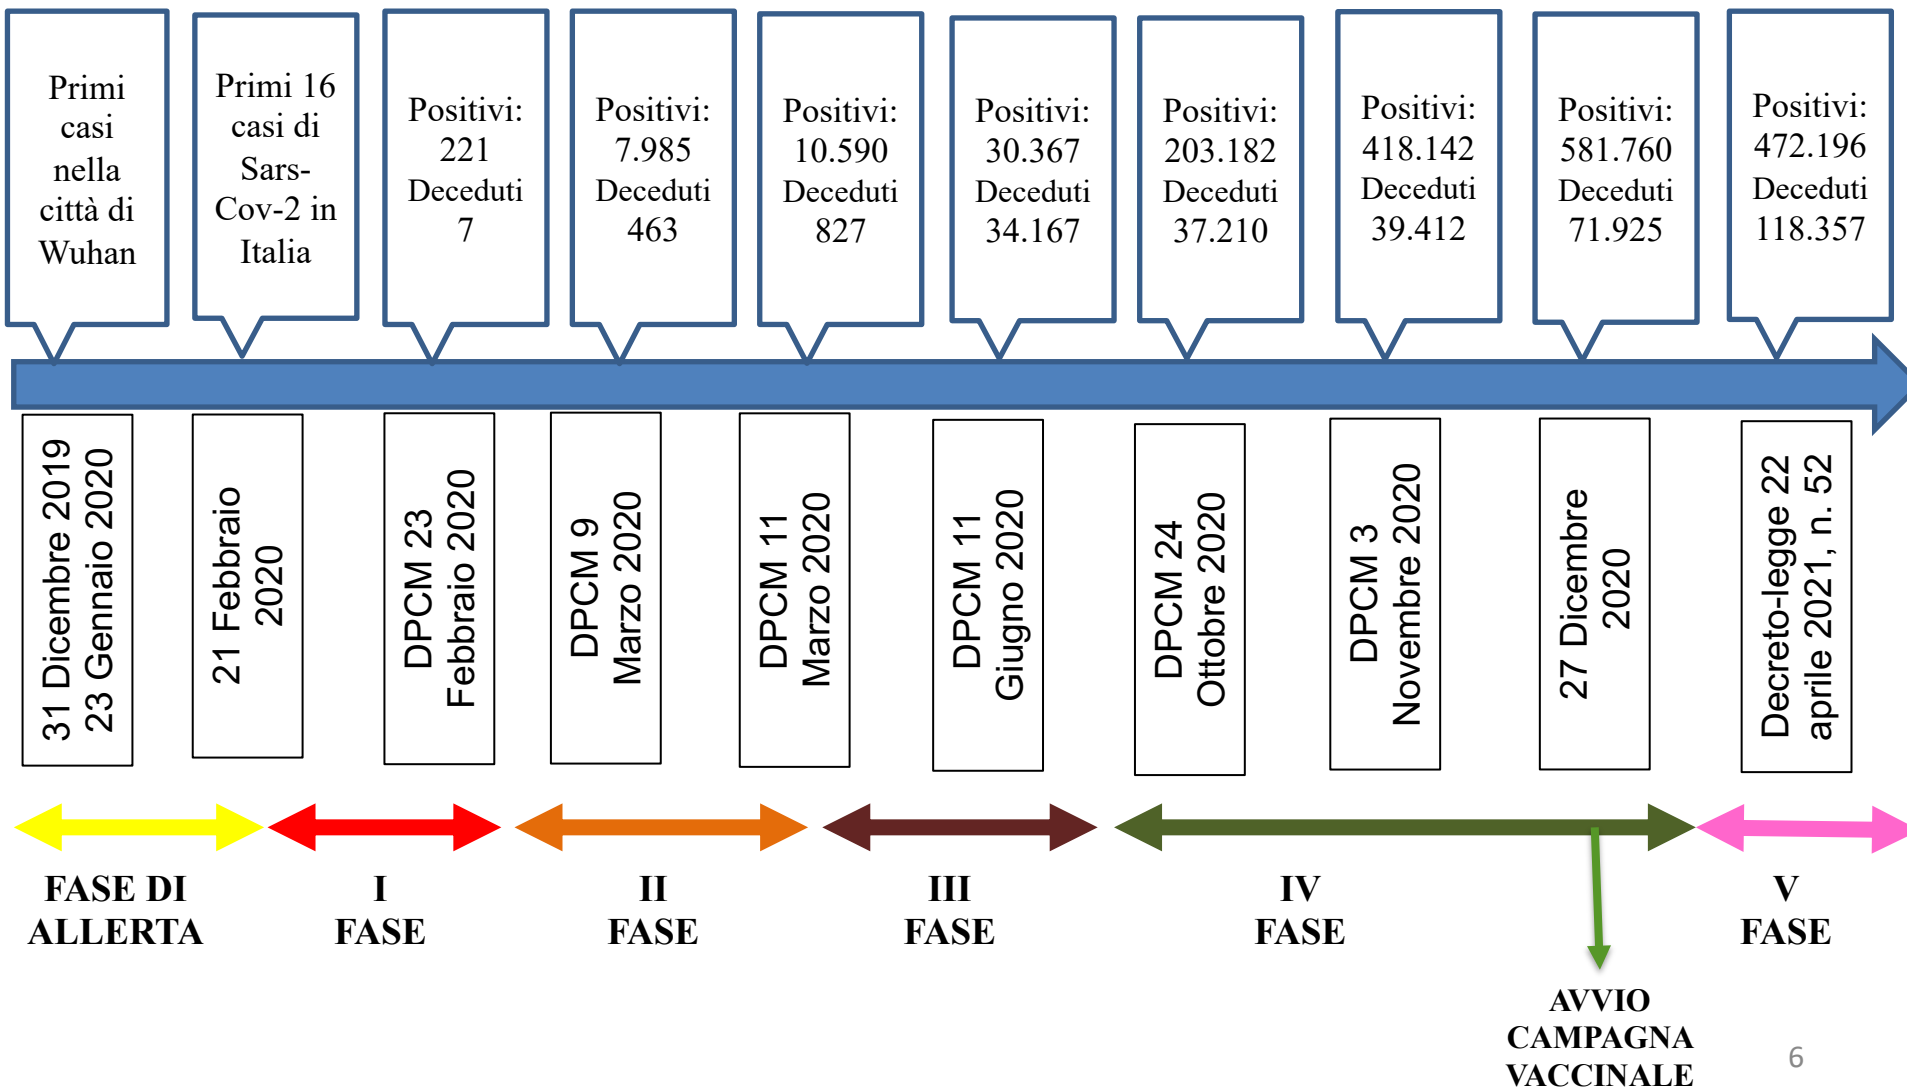 Primi
casi
nella
città di
Wuhan
Primi 16
casi di
Sars-
Cov-2 in
Italia
Positivi:
221
Deceduti
7
Positivi:
7.985
Deceduti
463
Positivi:
10.590
Deceduti
827
Positivi:
30.367
Deceduti
34.167
Positivi:
203.182
Deceduti
37.210
Positivi:
418.142
Deceduti
39.412
Positivi:
581.760
Deceduti
71.925
Positivi:
472.196
Deceduti
118.357
31 Dicembre 2019
23 Gennaio 2020
21 Febbraio
2020
DPCM 23
Febbraio 2020
DPCM 9
Marzo 2020
DPCM 11
Marzo 2020
DPCM 11
Giugno 2020
DPCM 24
Ottobre 2020
DPCM 3
Novembre 2020
27 Dicembre
2020
Decreto-legge 22
aprile 2021, n. 52
FASE DI
ALLERTA
I
FASE
II
FASE
III
FASE
IV
FASE
V
FASE
AVVIO
CAMPAGNA
VACCINALE
6